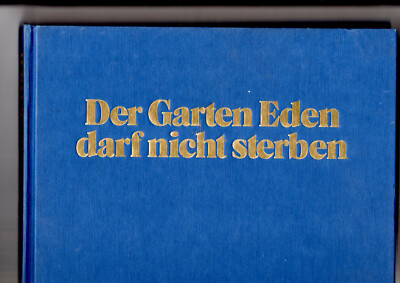 Der Garten Eden
darf nicht sterben